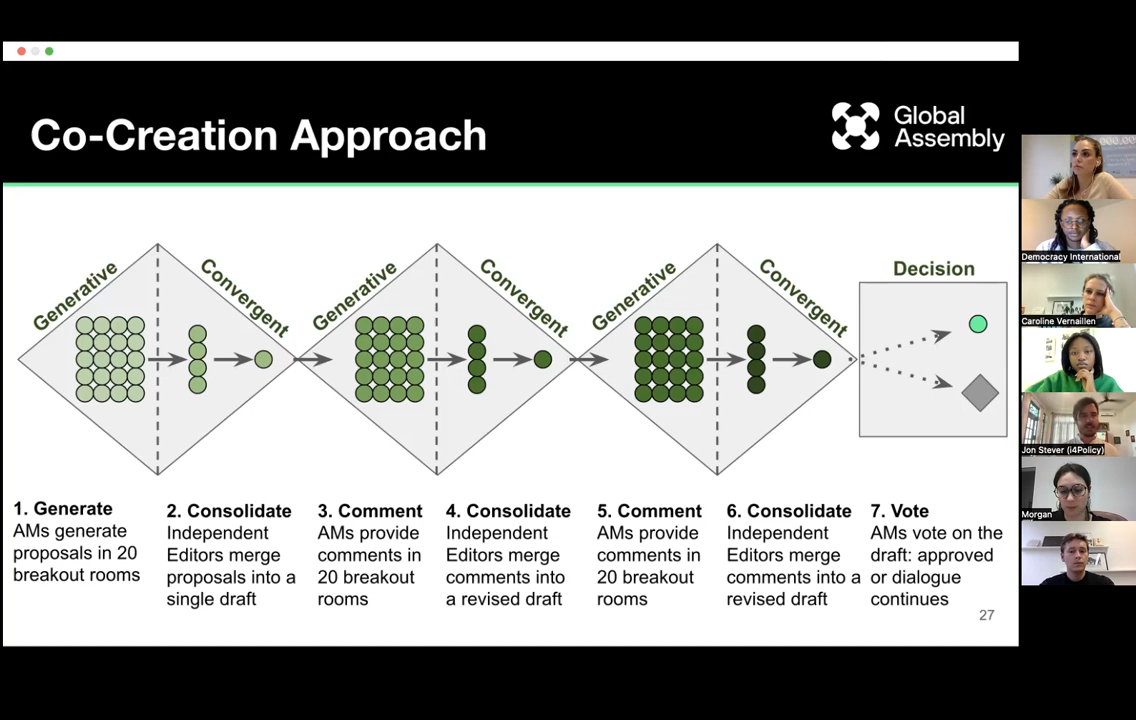 Co-Creation Approach
Global
Assembly
Generative
Convergent
Generative
Convergent
Generative
Convergent
Decision
1. Generate
AMs generate
proposals in 20
breakout rooms
2. Consolidate
Independent
Editors merge
proposals into a
single draft
3. Comment
AMs provide
comments in
20 breakout
rooms
4. Consolidate
Independent
Editors merge
comments into
a revised draft
5. Comment
AMs provide
comments in
20 breakout
rooms
6. Consolidate
Independent
Editors merge
comments into a
revised draft
7. Vote
AMs vote on the
draft: approved
or dialogue
continues
27
Democracy International
Caroline Vernaillen
Jon Stever (i4Policy)
Morgan